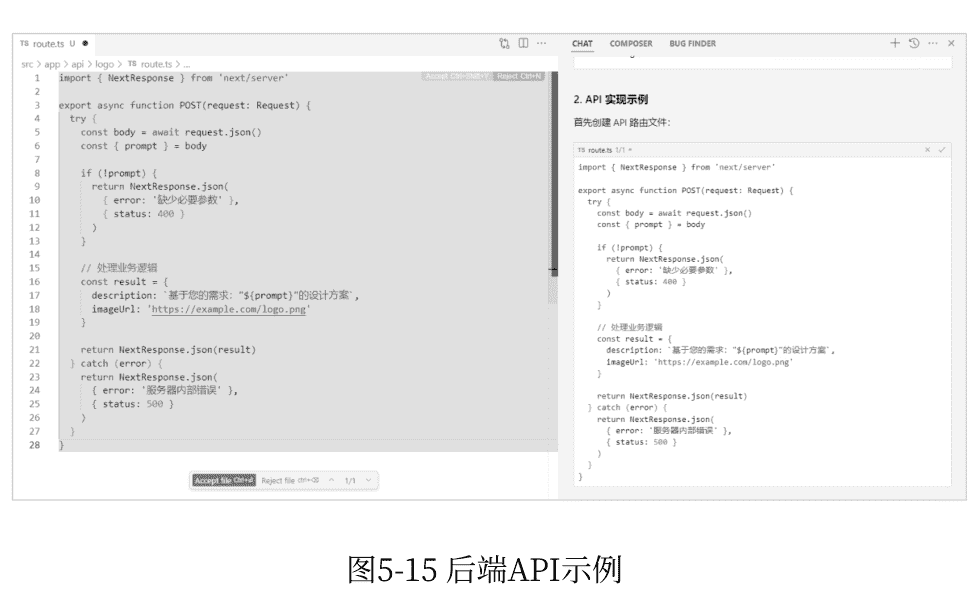 TS route.ts U ●
src > app > api > logo > TS route.ts > ...
Accept Ctrl+Shift+Y Reject Ctrl+N
1 import { NextResponse } from 'next/server'
2
3 export async function POST(request: Request) {
4 try {
5 const body = await request.json()
6 const { prompt } = body
7
8 if (!prompt) {
9 return NextResponse.json(
10 { error: '缺少必要参数' },
11 { status: 400 }
12 )
13 }
14
15 // 处理业务逻辑
16 const result = {
17 description: `基于您的需求: "${prompt}"的设计方案`,
18 imageUrl: 'https://example.com/logo.png'
19 }
20
21 return NextResponse.json(result)
22 } catch (error) {
23 return NextResponse.json(
24 { error: '服务器内部错误' },
25 { status: 500 }
26 )
27 }
28 }
Accept file Ctrl+⏎ Reject file ctrl+⌫ 1/1
CHAT COMPOSER BUG FINDER
2. API 实现示例
首先创建 API 路由文件:
TS route.ts 1/1
import { NextResponse } from 'next/server'
export async function POST(request: Request) {
try {
const body = await request.json()
const { prompt } = body
if (!prompt) {
return NextResponse.json(
{ error: '缺少必要参数' },
{ status: 400 }
)
}
// 处理业务逻辑
const result = {
description: `基于您的需求: "${prompt}"的设计方案`,
imageUrl: 'https://example.com/logo.png'
}
return NextResponse.json(result)
} catch (error) {
return NextResponse.json(
{ error: '服务器内部错误' },
{ status: 500 }
)
}
}
图5-15 后端API示例